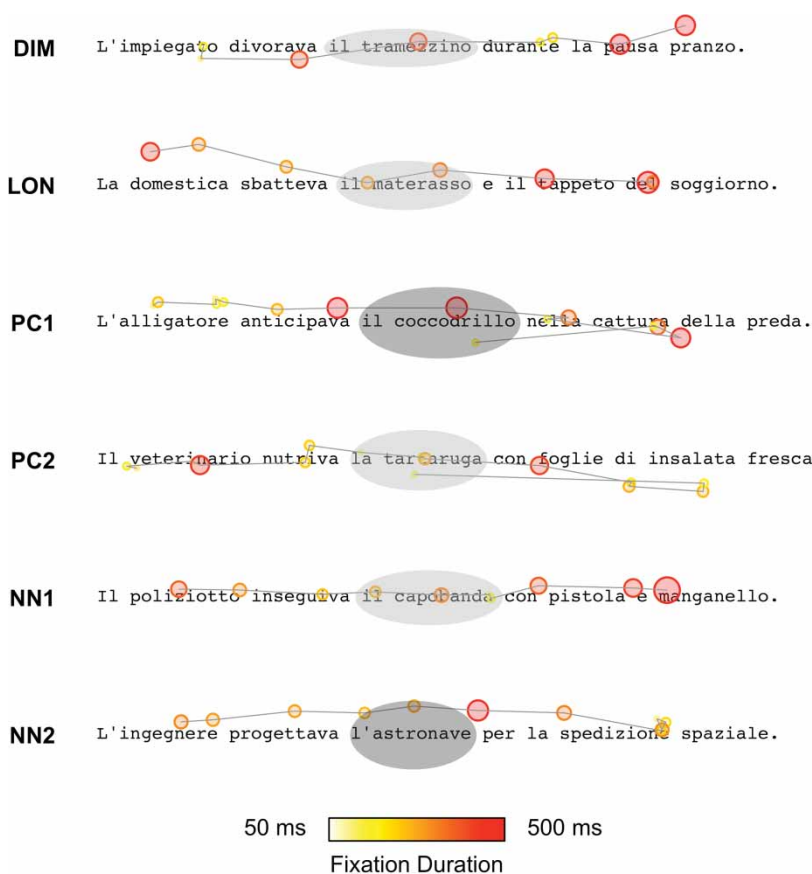 DIM L'impiegato divorava il tramezzino durante la pausa pranzo.
LON La domestica sbatteva il materasso e il tappeto del soggiorno.
PC1 L'alligatore anticipava il coccodrillo nella cattura della preda.
PC2 Il veterinario nutriva la tartaruga con foglie di insalata fresca
NN1 Il poliziotto inseguiva il capobanda con pistola e manganello.
NN2 L'ingegnere progettava l'astronave per la spedizione spaziale.
50 ms 500 ms
Fixation Duration